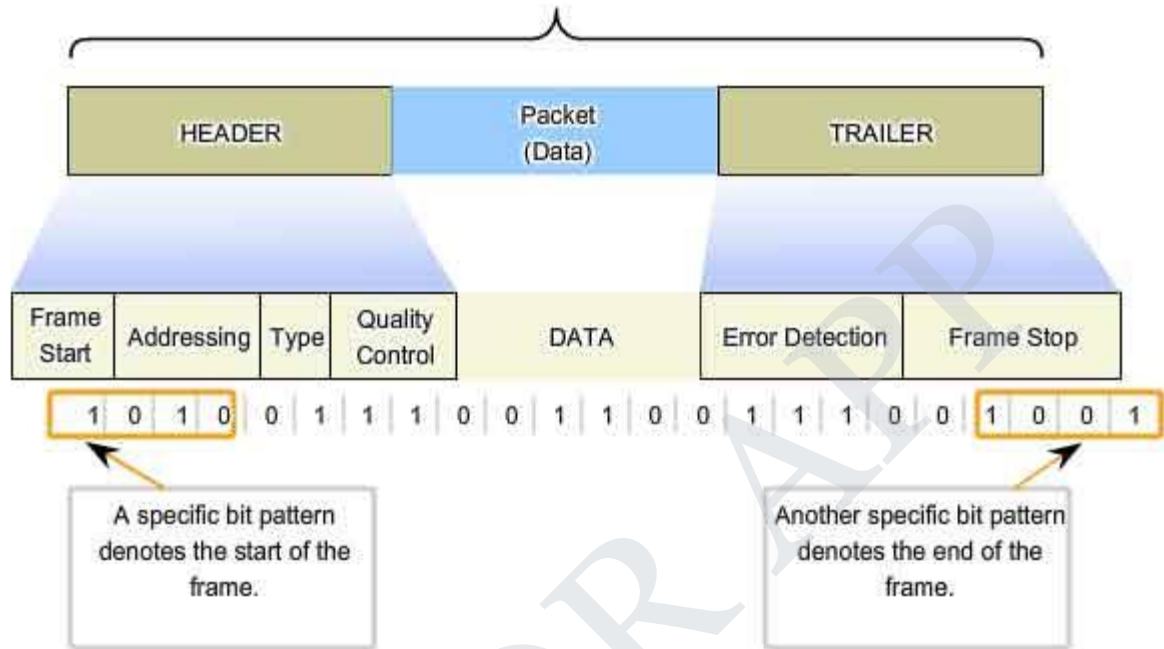 HEADER
Packet
(Data)
TRAILER
Frame
Start
Addressing
Type
Quality
Control
DATA
Error Detection
Frame Stop
1 0 1 0 0 1 1 1 0 0 1 1 0 0 1 1 1 0 0 1 0 0 1
A specific bit pattern
denotes the start of the
frame.
Another specific bit pattern
denotes the end of the
frame.
R APP